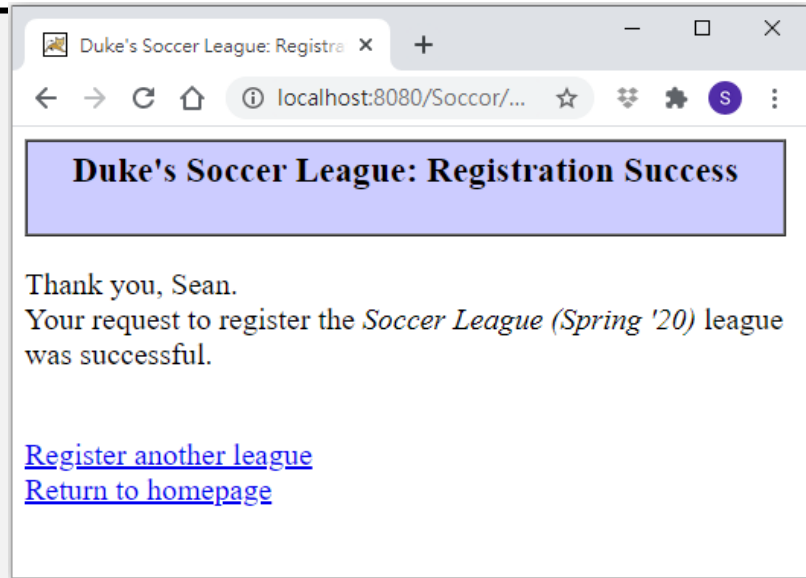 Duke's Soccer League: Registra
localhost:8080/Soccor/...
S
Duke's Soccer League: Registration Success
Thank you, Sean.
Your request to register the Soccer League (Spring '20) league
was successful.
Register another league
Return to homepage